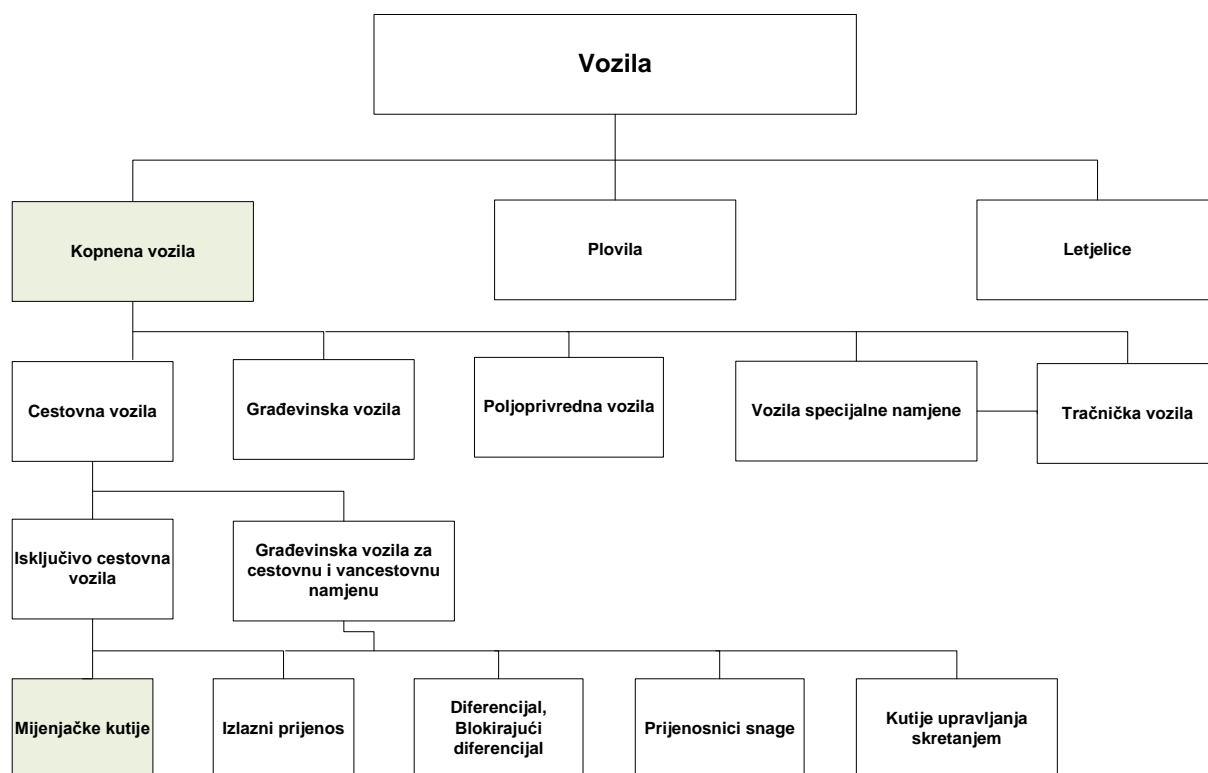 Vozila
Kopnena vozila
Plovila
Letjelice
Cestovna vozila
Građevinska vozila
Poljoprivredna vozila
Vozila specijalne namjene
Tračnička vozila
Isključivo cestovna
vozila
Građevinska vozila za
cestovnu i vancestovnu
namjenu
Mijenjačke kutije
Izlazni prijenos
Diferencijal,
Blokirajući
diferencijal
Prijenosnici snage
Kutije upravljanja
skretanjem